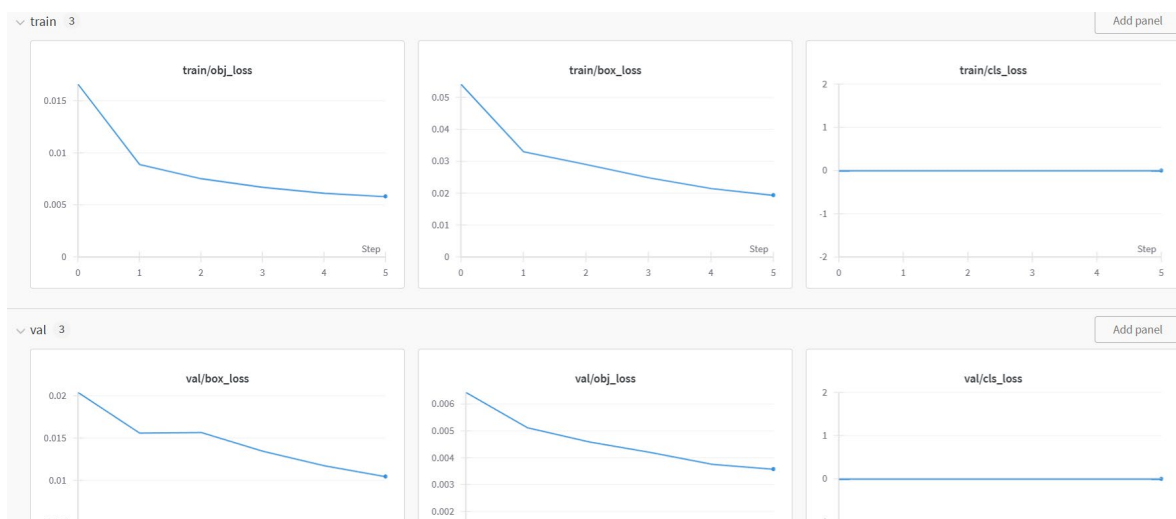 train 3
Add panel
train/obj_loss
0.015
0.01
0.005
0
Step
0 1 2 3 4 5
train/box_loss
0.05
0.04
0.03
0.02
0.01
0
Step
0 1 2 3 4 5
train/cls_loss
2
1
0
-1
-2
Step
0 1 2 3 4 5
val 3
Add panel
val/box_loss
0.02
0.015
0.01
val/obj_loss
0.006
0.005
0.004
0.003
0.002
val/cls_loss
2
1
0